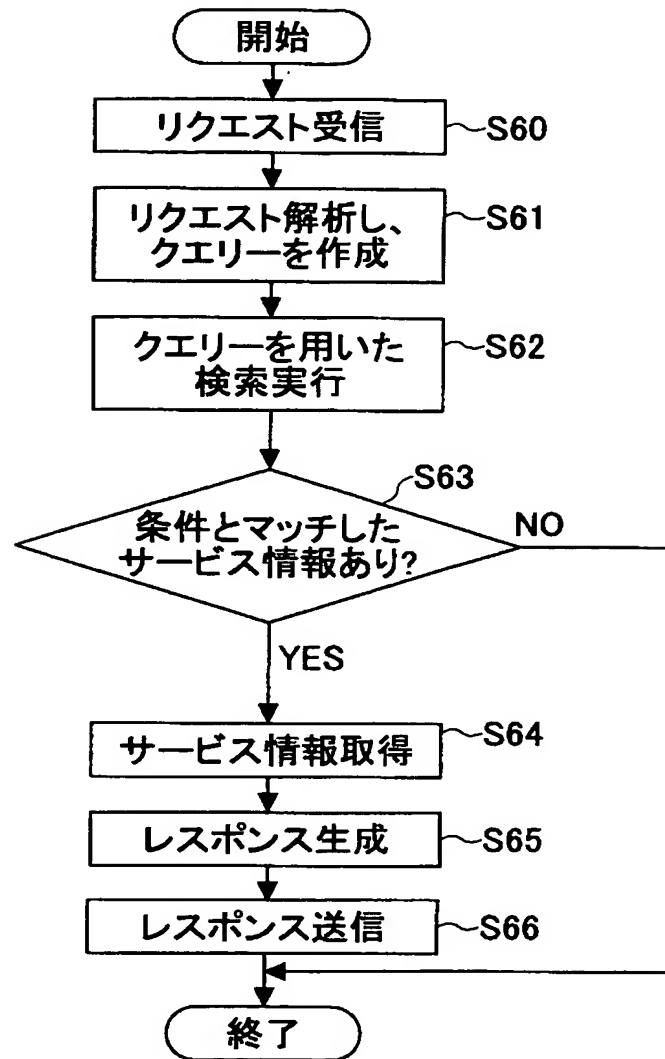 開始
リクエスト受信
S60
リクエスト解析し、
クエリーを作成
S61
クエリーを用いた
検索実行
S62
S63
条件とマッチした
サービス情報あり?
NO
YES
サービス情報取得
S64
レスポンス生成
S65
レスポンス送信
S66
終了